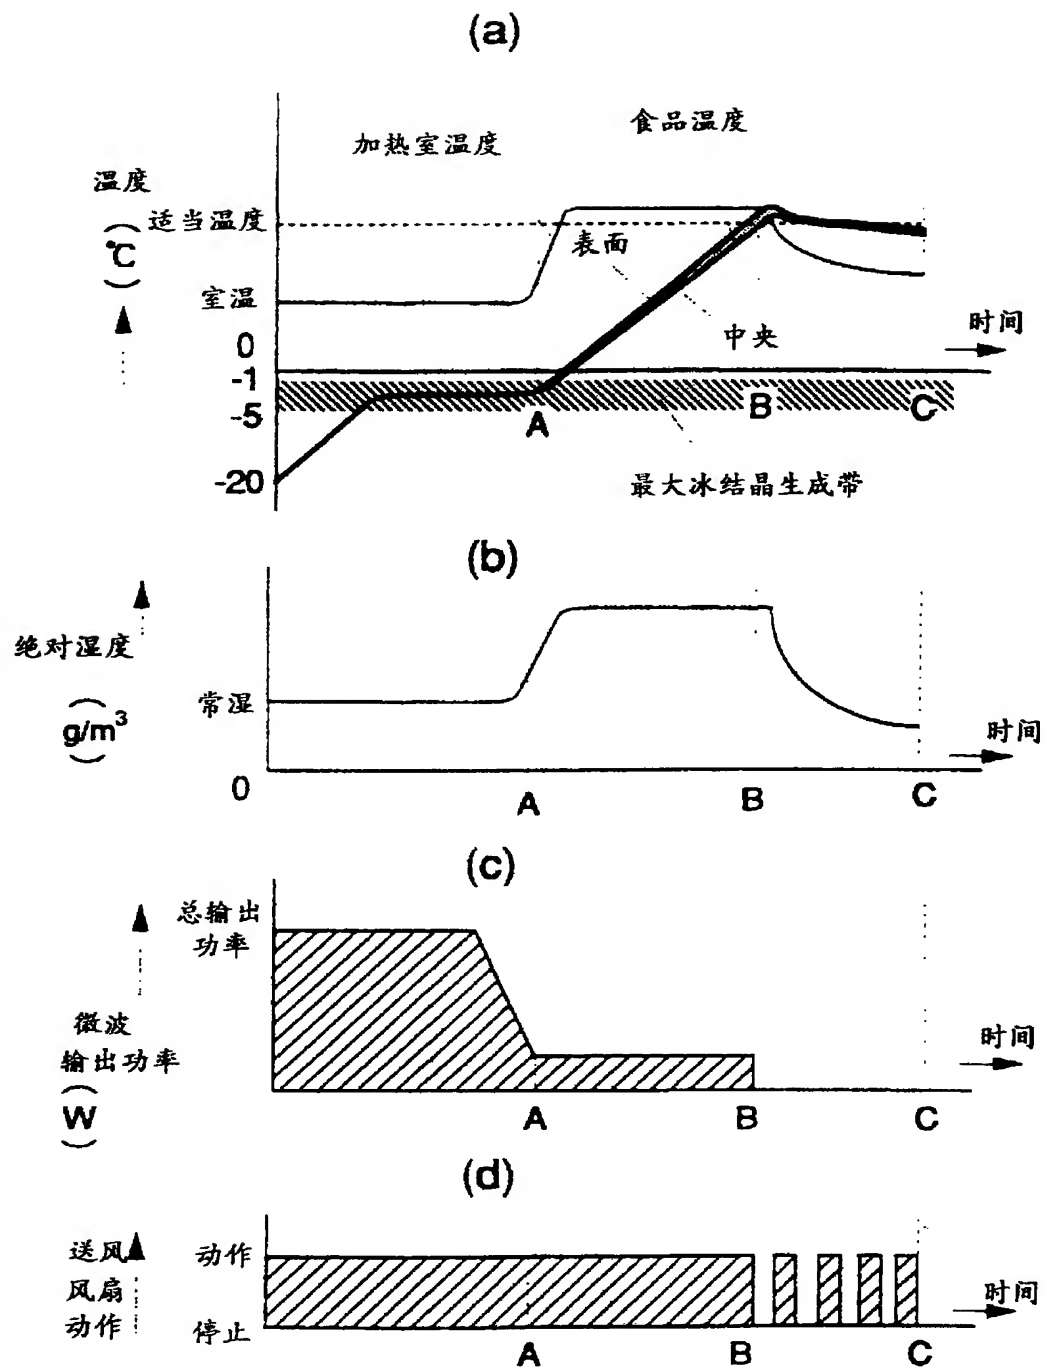 (a)
食品温度
加热室温度
温度
(℃)
适当温度
表面
室温
时间
中央
0
-1
-5
A
B
C
-20
最大冰结晶生成带
(b)
绝对湿度
(g/m³)
常湿
时间
0
A
B
C
(c)
总输出
功率
微波
输出功率
(W)
时间
A
B
C
(d)
送风
风扇
动作
动作
停止
时间
A
B
C